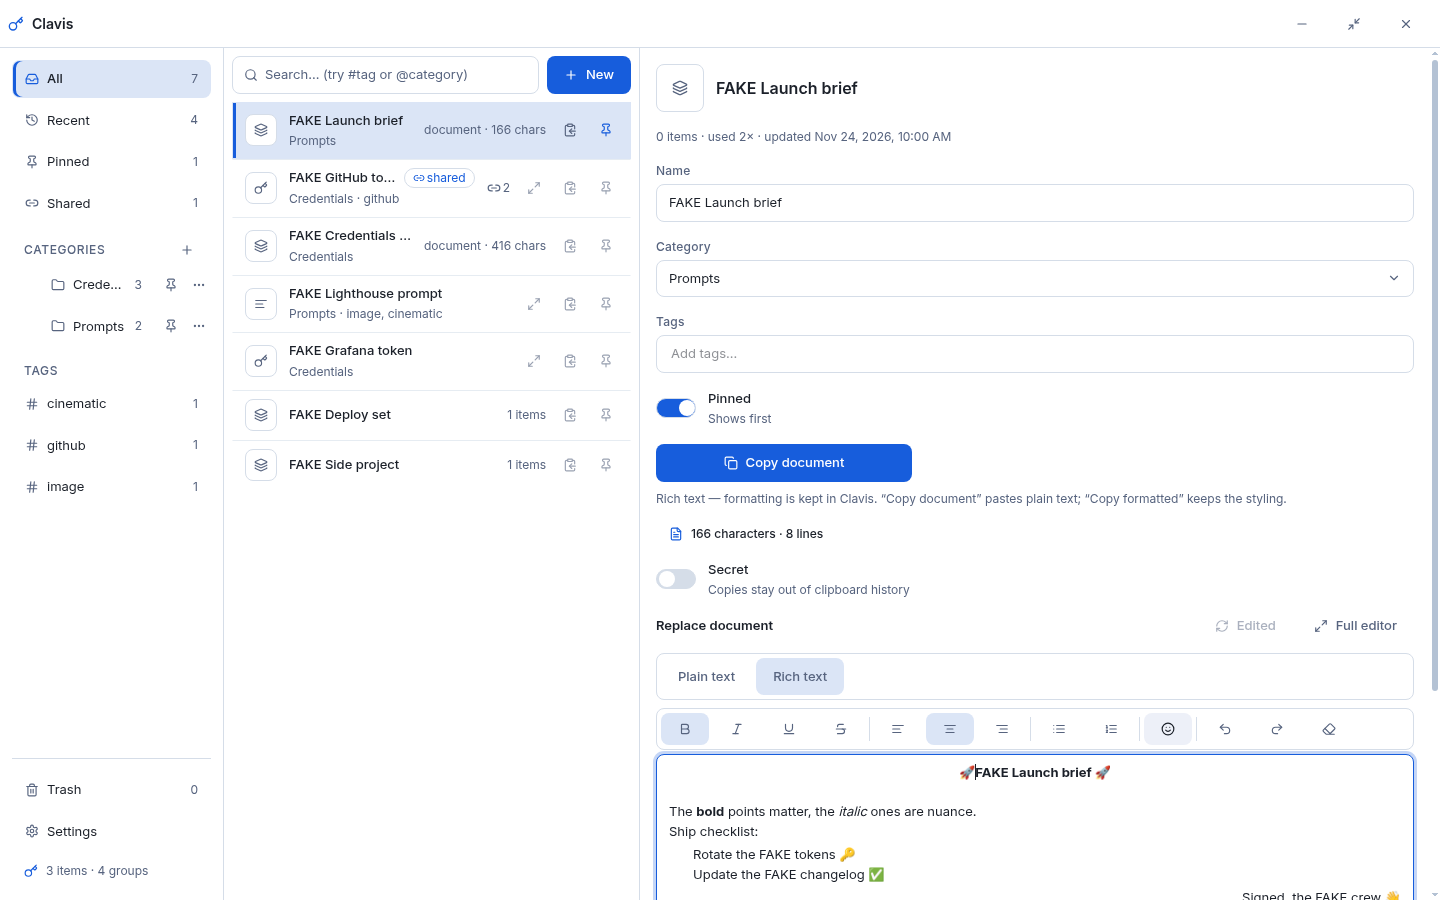 Clavis
All 7
Recent 4
Pinned 1
Shared 1
CATEGORIES
Crede... 3
Prompts 2
TAGS
# cinematic 1
# github 1
# image 1
Trash 0
Settings
3 items · 4 groups
Search... (try #tag or @category)
New
FAKE Launch brief
Prompts
document · 166 chars
FAKE GitHub to... shared 2
Credentials · github
FAKE Credentials ...
Credentials
document · 416 chars
FAKE Lighthouse prompt
Prompts · image, cinematic
FAKE Grafana token
Credentials
FAKE Deploy set 1 items
FAKE Side project 1 items
FAKE Launch brief
0 items · used 2× · updated Nov 24, 2026, 10:00 AM
Name
FAKE Launch brief
Category
Prompts
Tags
Add tags...
Pinned
Shows first
Copy document
Rich text — formatting is kept in Clavis. “Copy document” pastes plain text; “Copy formatted” keeps the styling.
166 characters · 8 lines
Secret
Copies stay out of clipboard history
Replace document
Edited
Full editor
Plain text
Rich text
B I U S
🚀FAKE Launch brief 🚀
The bold points matter, the italic ones are nuance.
Ship checklist:
Rotate the FAKE tokens 🔑
Update the FAKE changelog ✅
Signed, the FAKE crew 👋